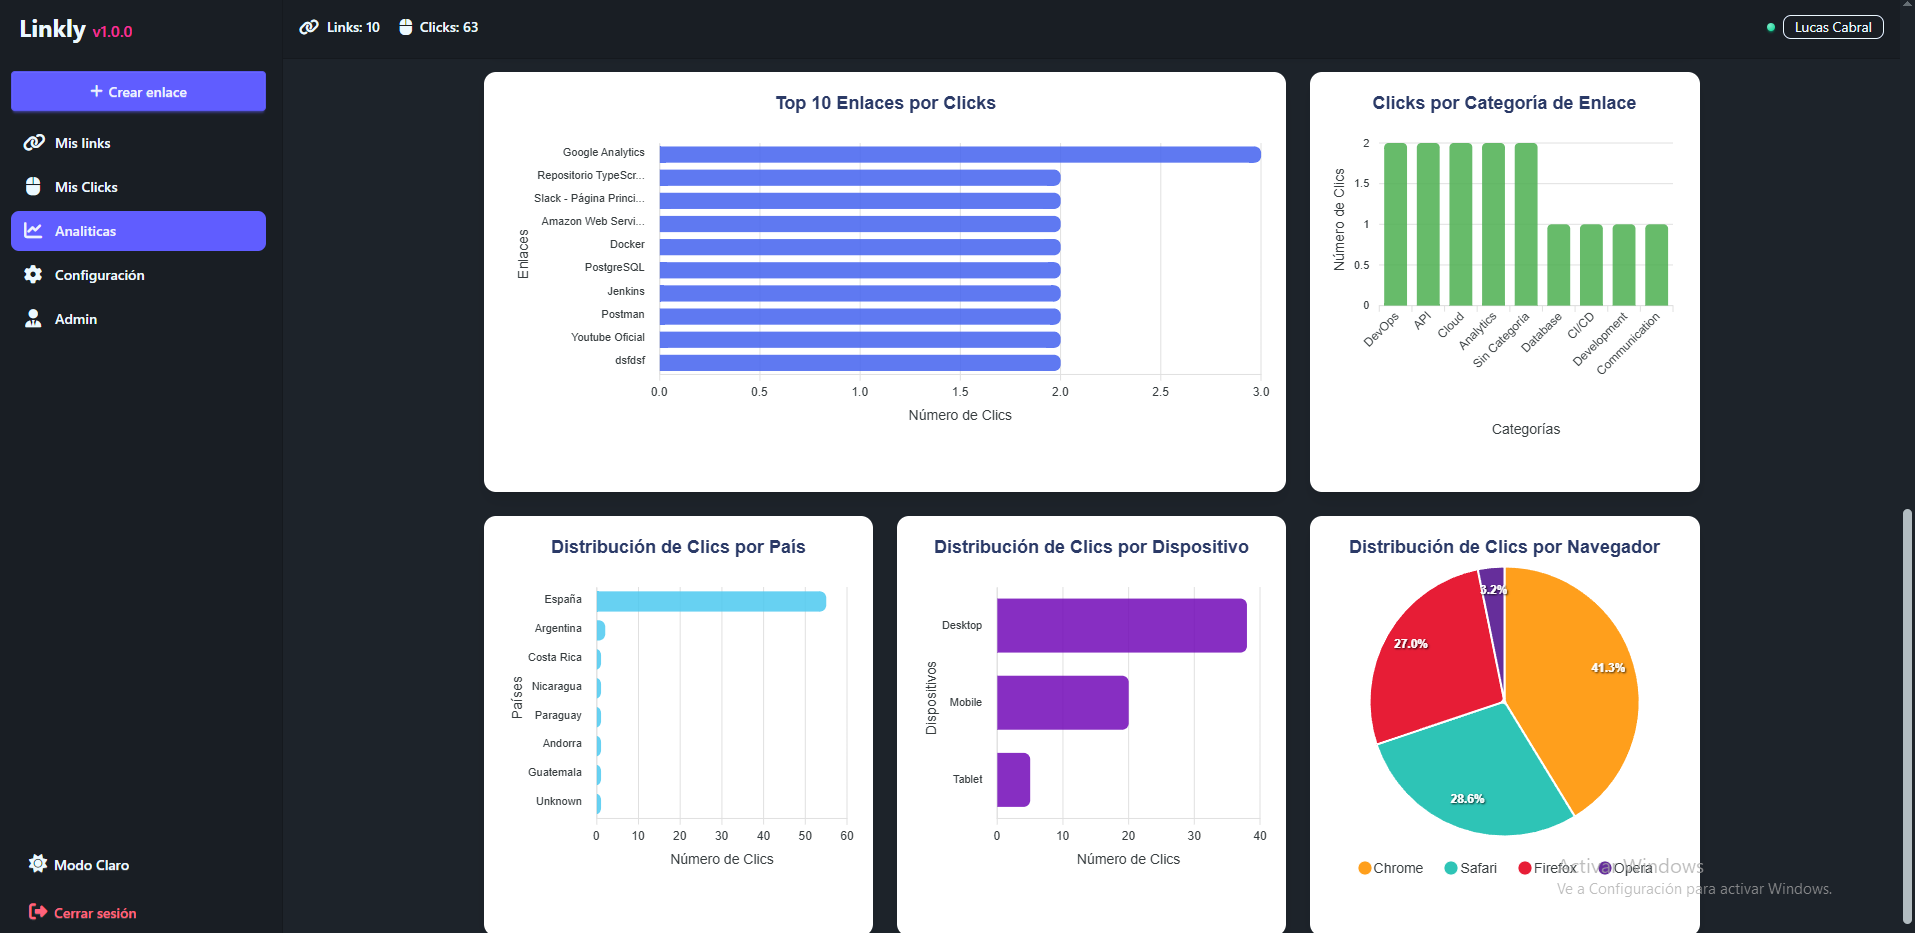 Linkly v1.0.0
Links: 10
Clicks: 63
Lucas Cabral
+ Crear enlace
Mis links
Mis Clicks
Analiticas
Configuración
Admin
Modo Claro
Cerrar sesión
Top 10 Enlaces por Clicks
Enlaces
Google Analytics
Repositorio TypeScr...
Slack - Página Princi...
Amazon Web Servi...
Docker
PostgreSQL
Jenkins
Postman
Youtube Oficial
dsfdsf
0.0 0.5 1.0 1.5 2.0 2.5 3.0
Número de Clics
Clicks por Categoría de Enlace
Número de Clics
2
1.5
1
0.5
0
DevOps
API
Cloud
Analytics
Sin Categoría
Database
CI/CD
Development
Communication
Categorías
Distribución de Clics por País
Países
España
Argentina
Costa Rica
Nicaragua
Paraguay
Andorra
Guatemala
Unknown
0 10 20 30 40 50 60
Número de Clics
Distribución de Clics por Dispositivo
Dispositivos
Desktop
Mobile
Tablet
0 10 20 30 40
Número de Clics
Distribución de Clics por Navegador
3.2%
27.0%
41.3%
28.6%
Chrome Safari Firefox Opera
Activar Windows
Ve a Configuración para activar Windows.